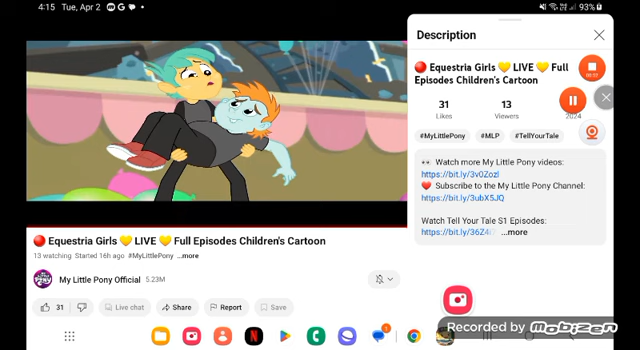 4:15 Tue, Apr 2
93%
Description
🔴 Equestria Girls 💛 LIVE 💛 Full
Episodes Children's Cartoon
31
13
2024
Likes
Viewers
#MyLittlePony
#MLP
#TellYourTale
👀 Watch more My Little Pony videos:
https://bit.ly/3v0Zozl
❤️ Subscribe to the My Little Pony Channel:
https://bit.ly/3ubX5JQ
Watch Tell Your Tale S1 Episodes:
...more
🔴 Equestria Girls 💛 LIVE 💛 Full Episodes Children's Cartoon
13 watching Started 16h ago #MyLittlePony ...more
My Little Pony Official 5.23M
31
Live chat
Share
Report
Save
Recorded by Mobizen